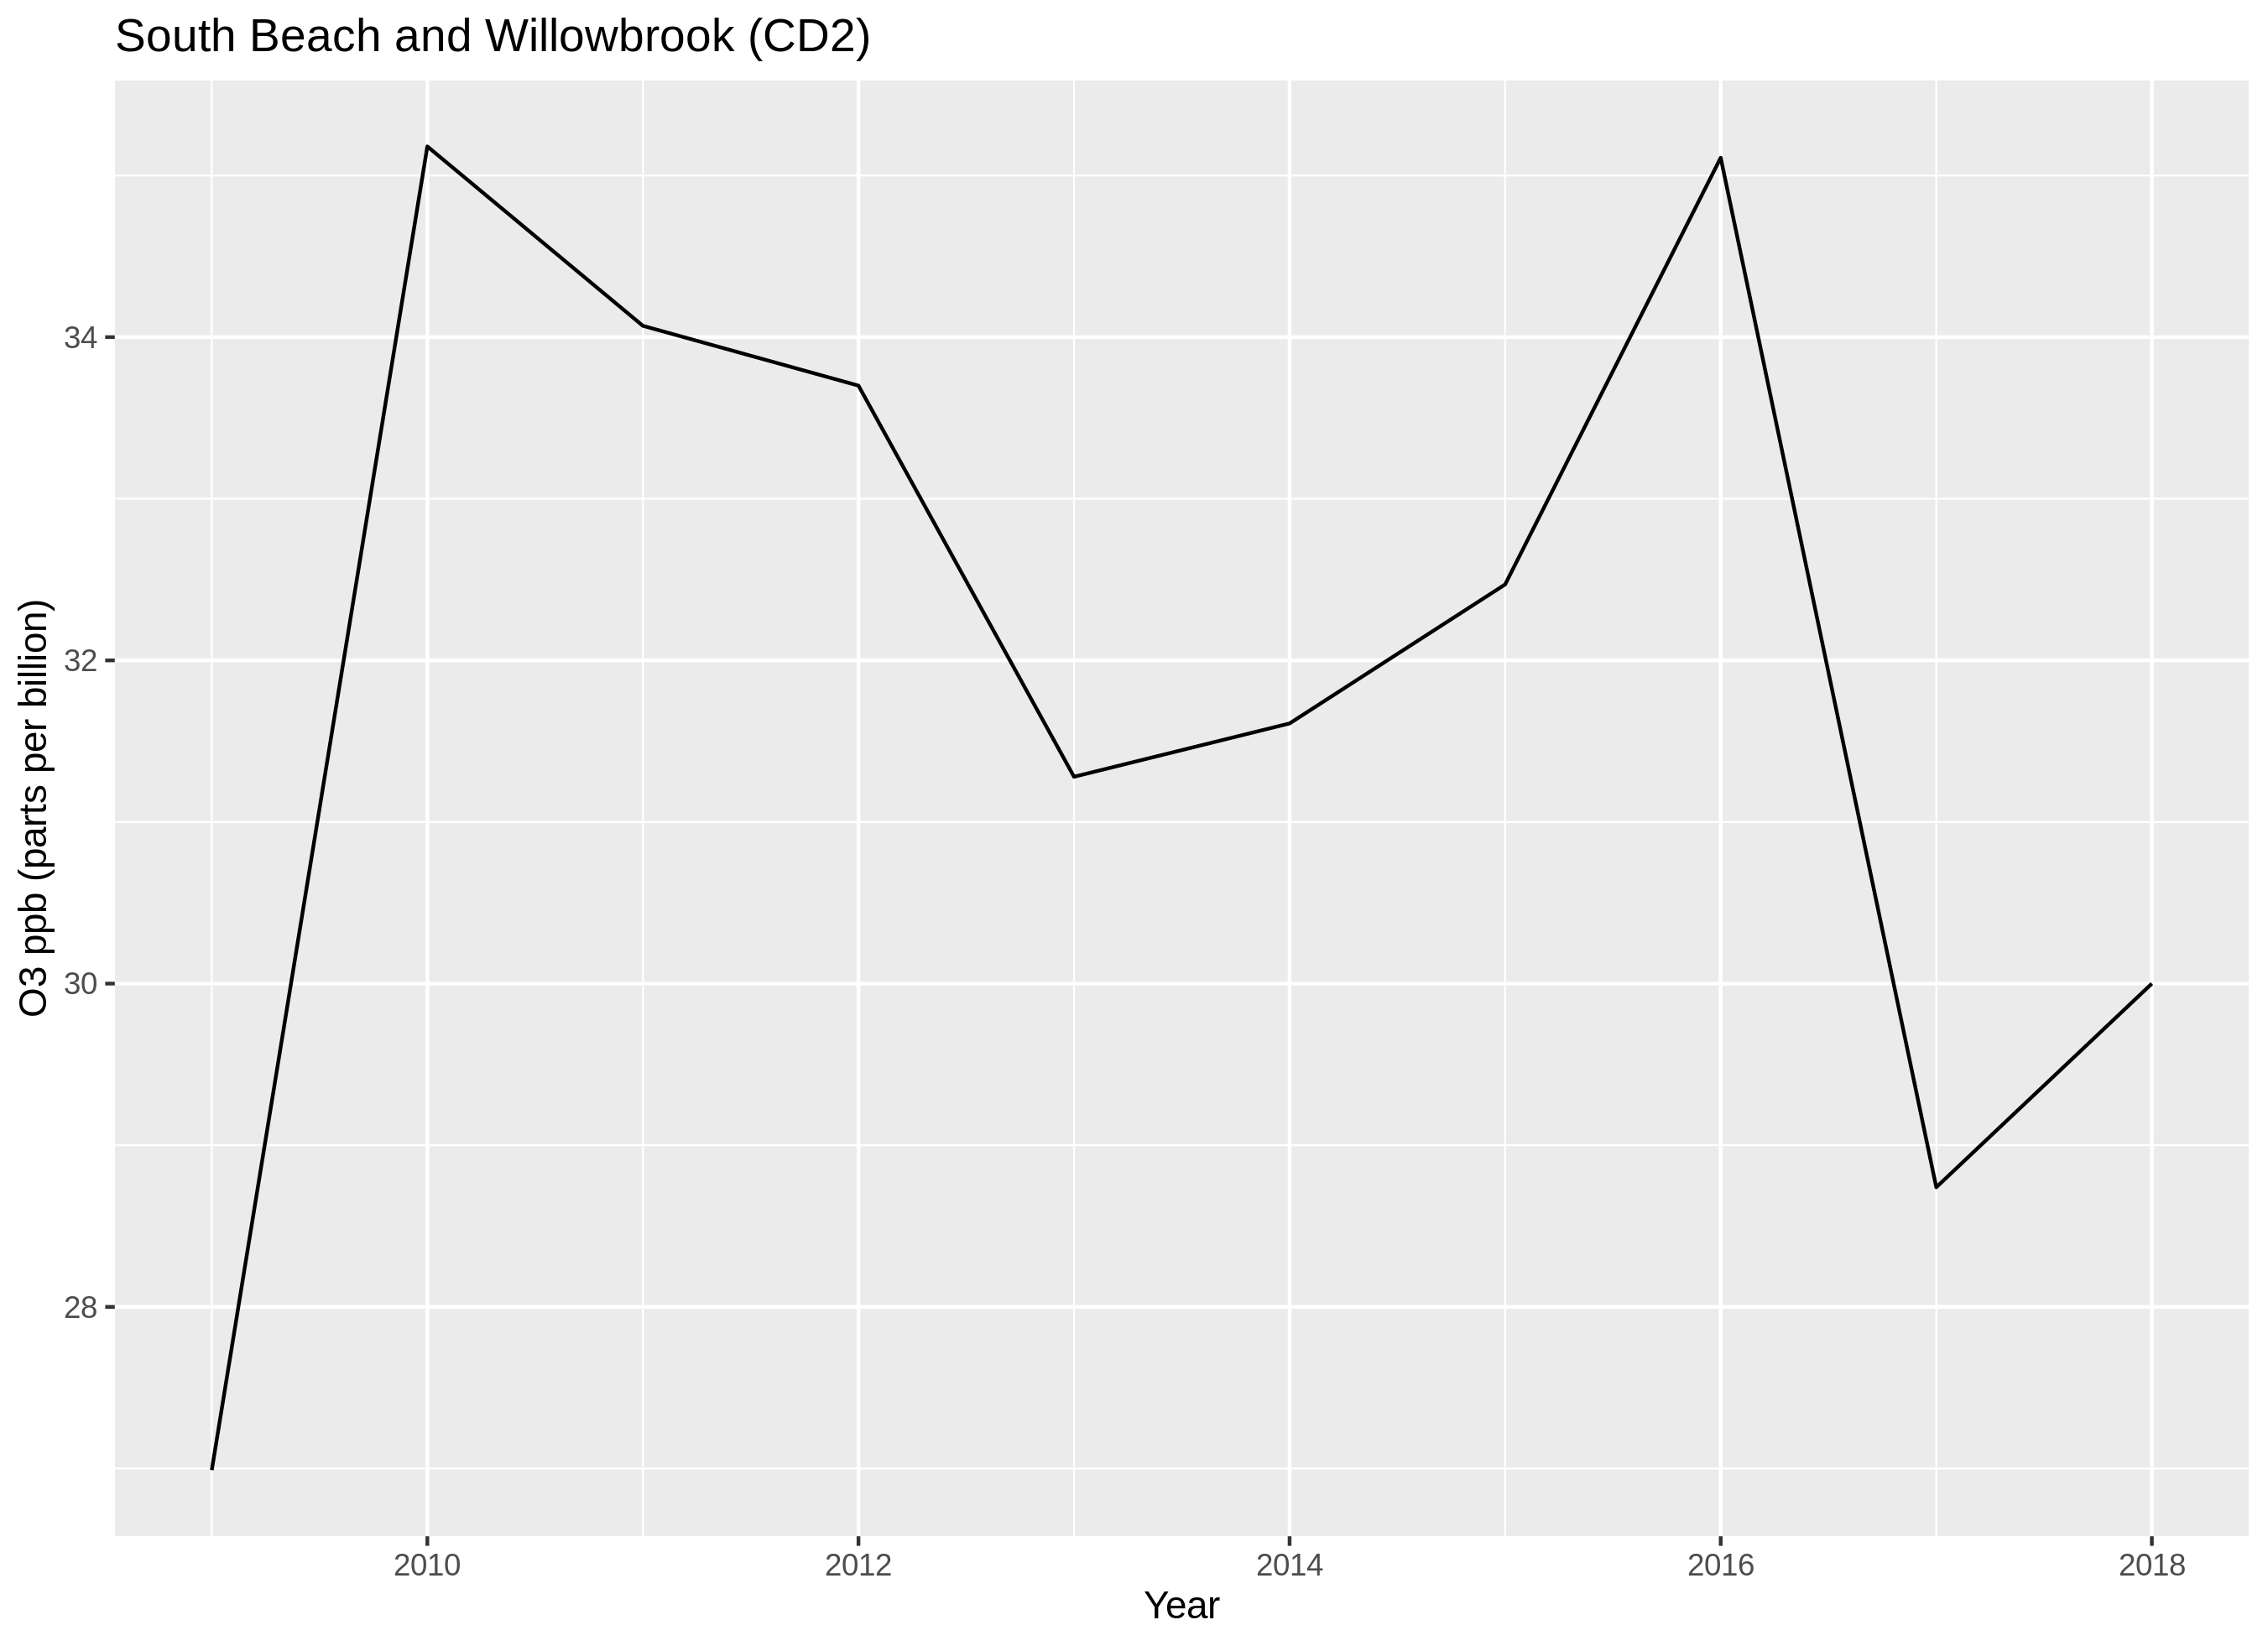 South Beach and Willowbrook (CD2)
O3 ppb (parts per billion)
34
32
30
28
2010 2012 2014 2016 2018
Year